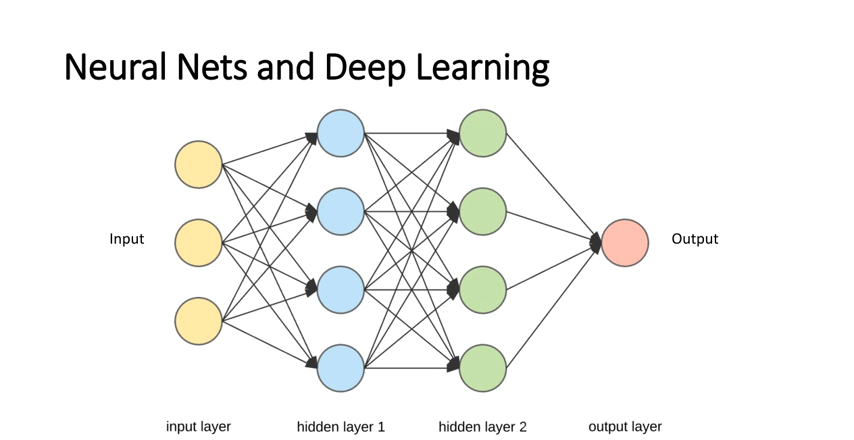 Neural Nets and Deep Learning
Input
Output
input layer
hidden layer 1
hidden layer 2
output layer